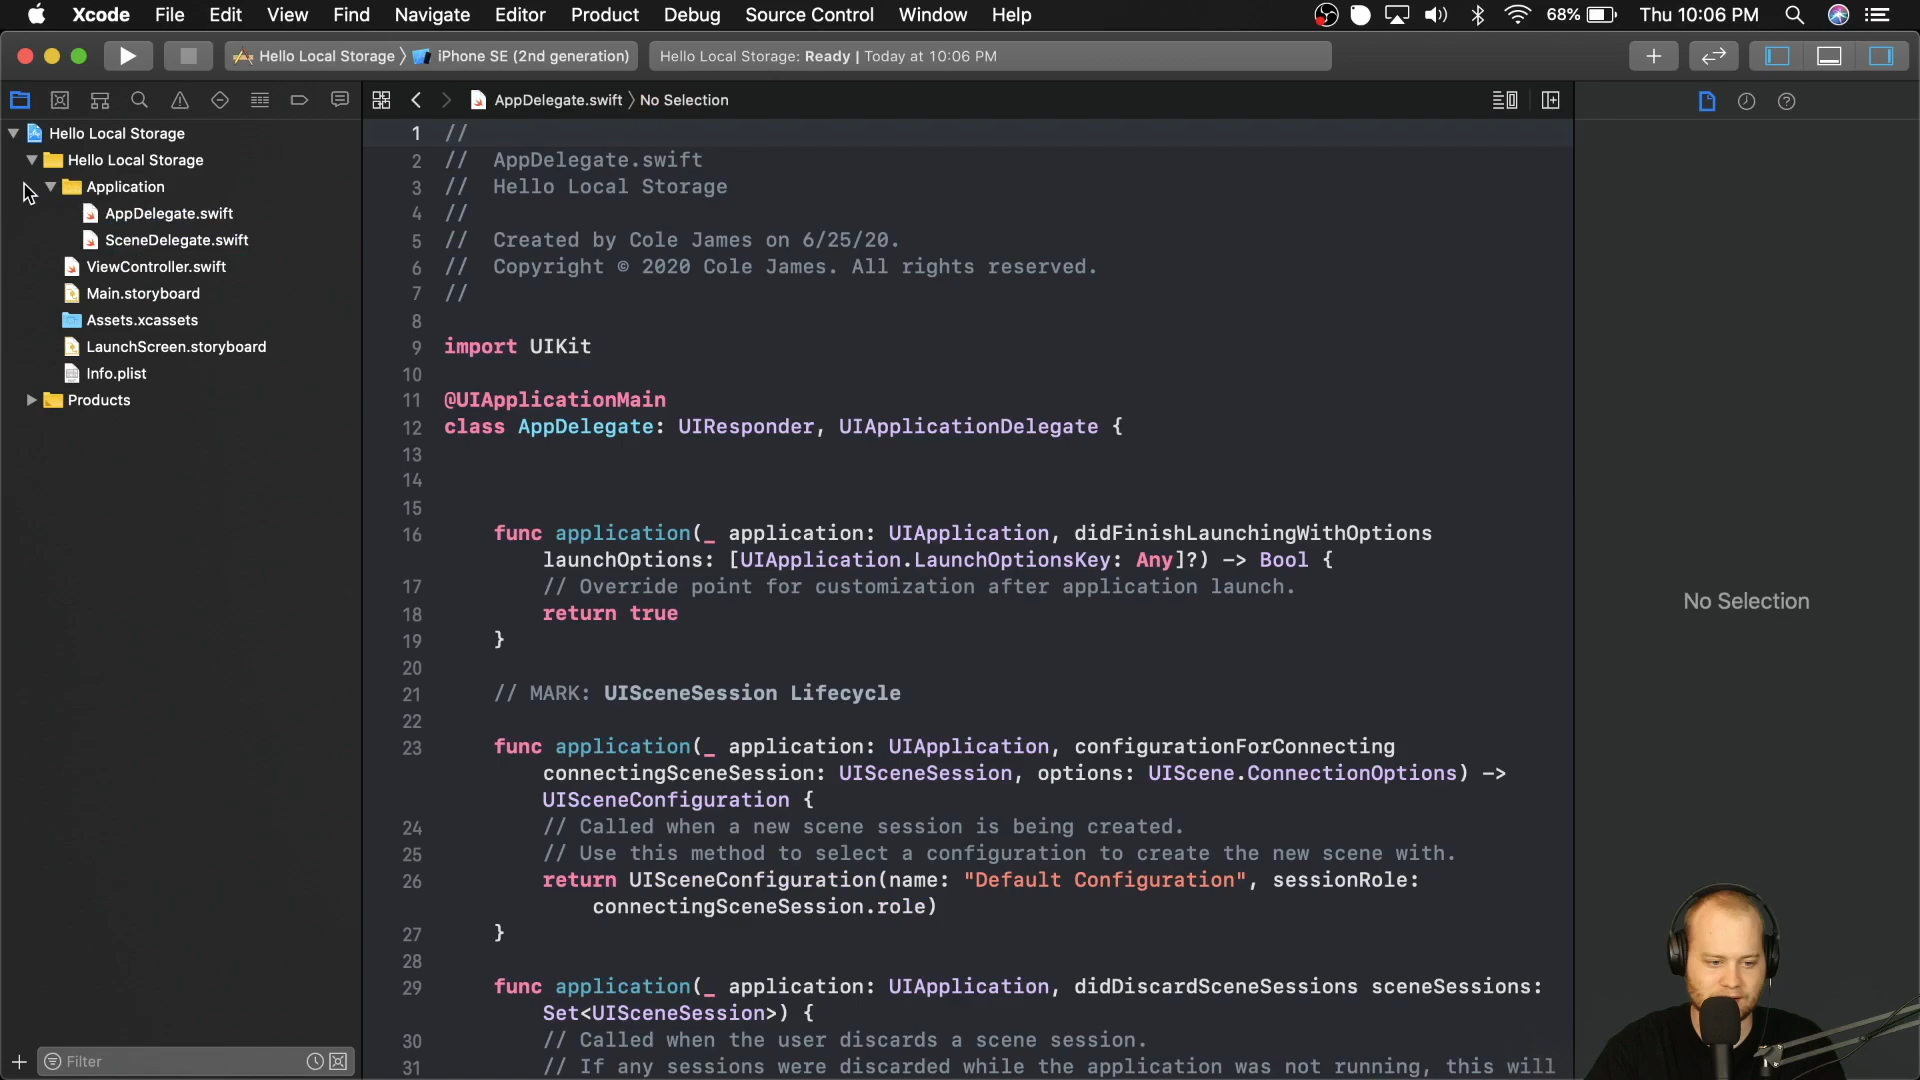 Xcode File Edit View Find Navigate Editor Product Debug Source Control Window Help 68% Thu 10:06 PM
Hello Local Storage iPhone SE (2nd generation) Hello Local Storage: Ready | Today at 10:06 PM
AppDelegate.swift No Selection
Hello Local Storage
Hello Local Storage
Application
AppDelegate.swift
SceneDelegate.swift
ViewController.swift
Main.storyboard
Assets.xcassets
LaunchScreen.storyboard
Info.plist
Products
Filter
1 //
2 // AppDelegate.swift
3 // Hello Local Storage
4 //
5 // Created by Cole James on 6/25/20.
6 // Copyright © 2020 Cole James. All rights reserved.
7 //
8
9 import UIKit
10
11 @UIApplicationMain
12 class AppDelegate: UIResponder, UIApplicationDelegate {
13
14
15
16 func application(_ application: UIApplication, didFinishLaunchingWithOptions
launchOptions: [UIApplication.LaunchOptionsKey: Any]?) -> Bool {
17 // Override point for customization after application launch.
18 return true
19 }
20
21 // MARK: UISceneSession Lifecycle
22
23 func application(_ application: UIApplication, configurationForConnecting
connectingSceneSession: UISceneSession, options: UIScene.ConnectionOptions) ->
UISceneConfiguration {
24 // Called when a new scene session is being created.
25 // Use this method to select a configuration to create the new scene with.
26 return UISceneConfiguration(name: "Default Configuration", sessionRole:
connectingSceneSession.role)
27 }
28
29 func application(_ application: UIApplication, didDiscardSceneSessions sceneSessions:
Set<UISceneSession>) {
30 // Called when the user discards a scene session.
31 // If any sessions were discarded while the application was not running, this will
No Selection